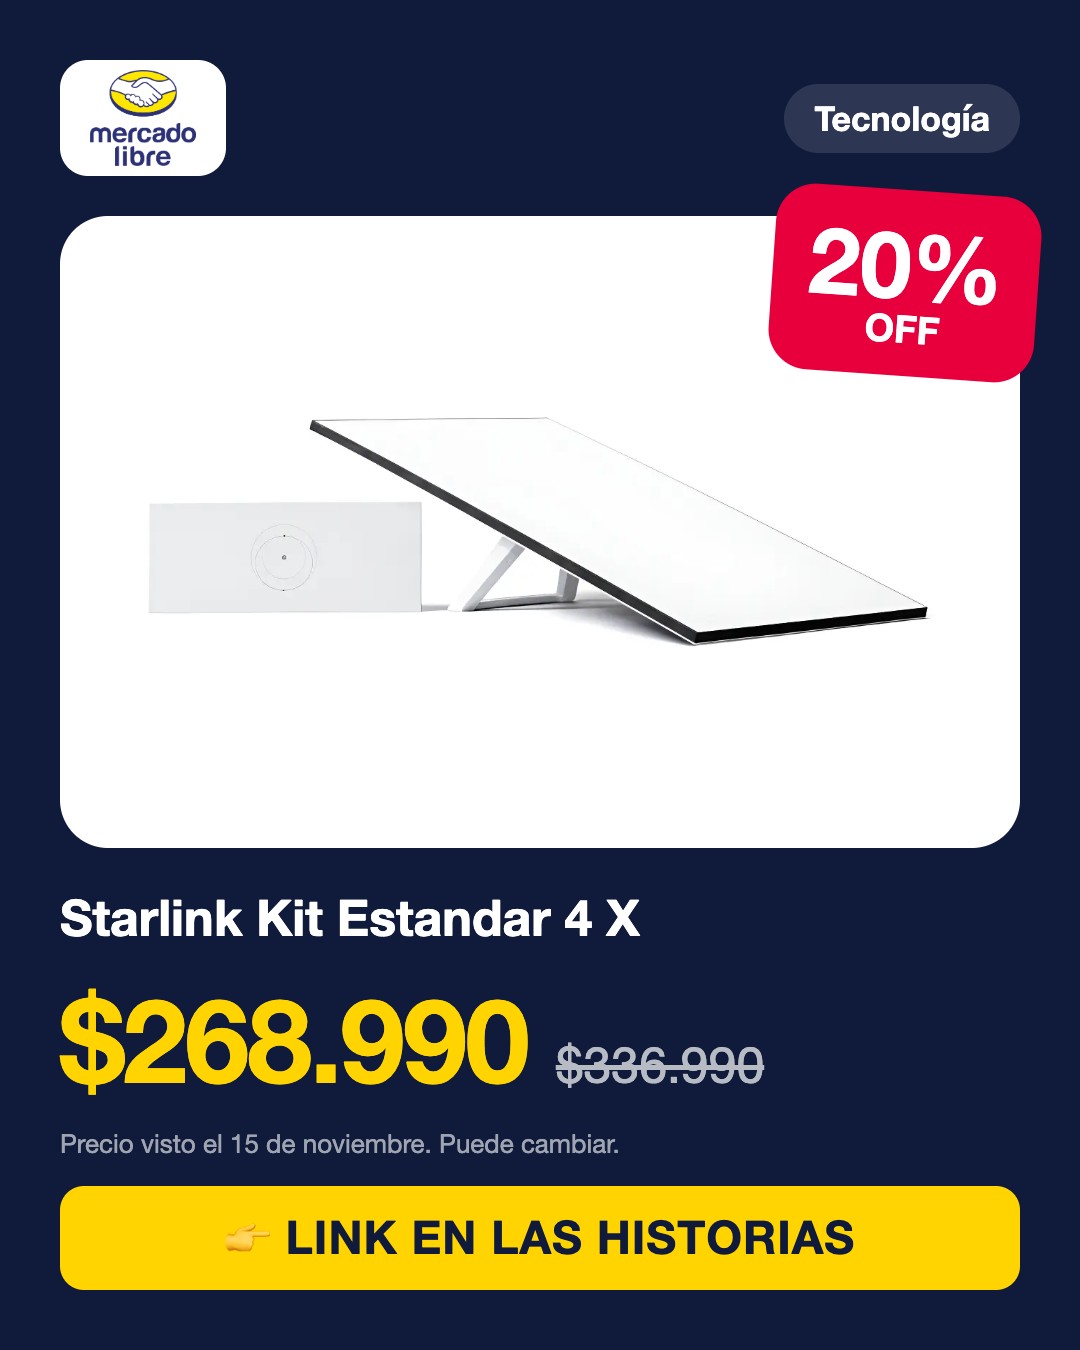 mercado
libre
Tecnología
20%
OFF
Starlink Kit Estandar 4 X
$268.990 $336.990
Precio visto el 15 de noviembre. Puede cambiar.
👉 LINK EN LAS HISTORIAS